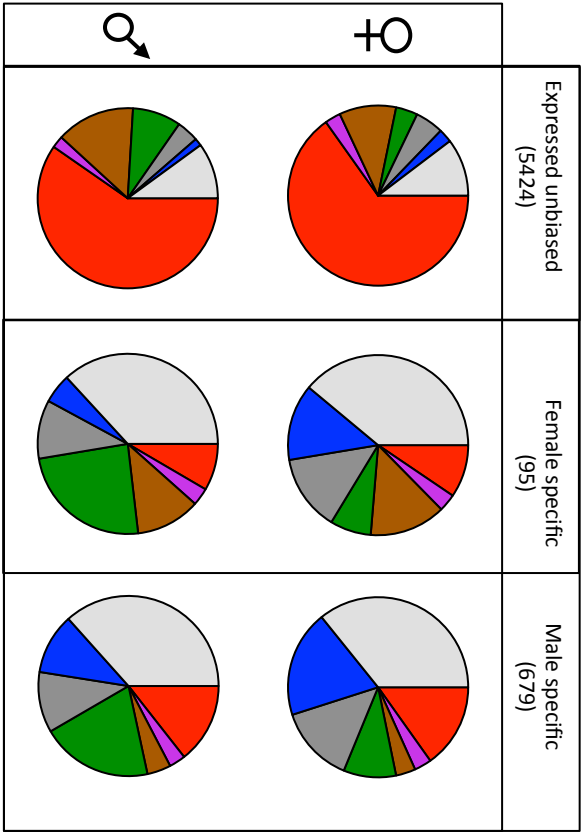 ♂
♀
Expressed unbiased
(5424)
Female specific
(95)
Male specific
(679)